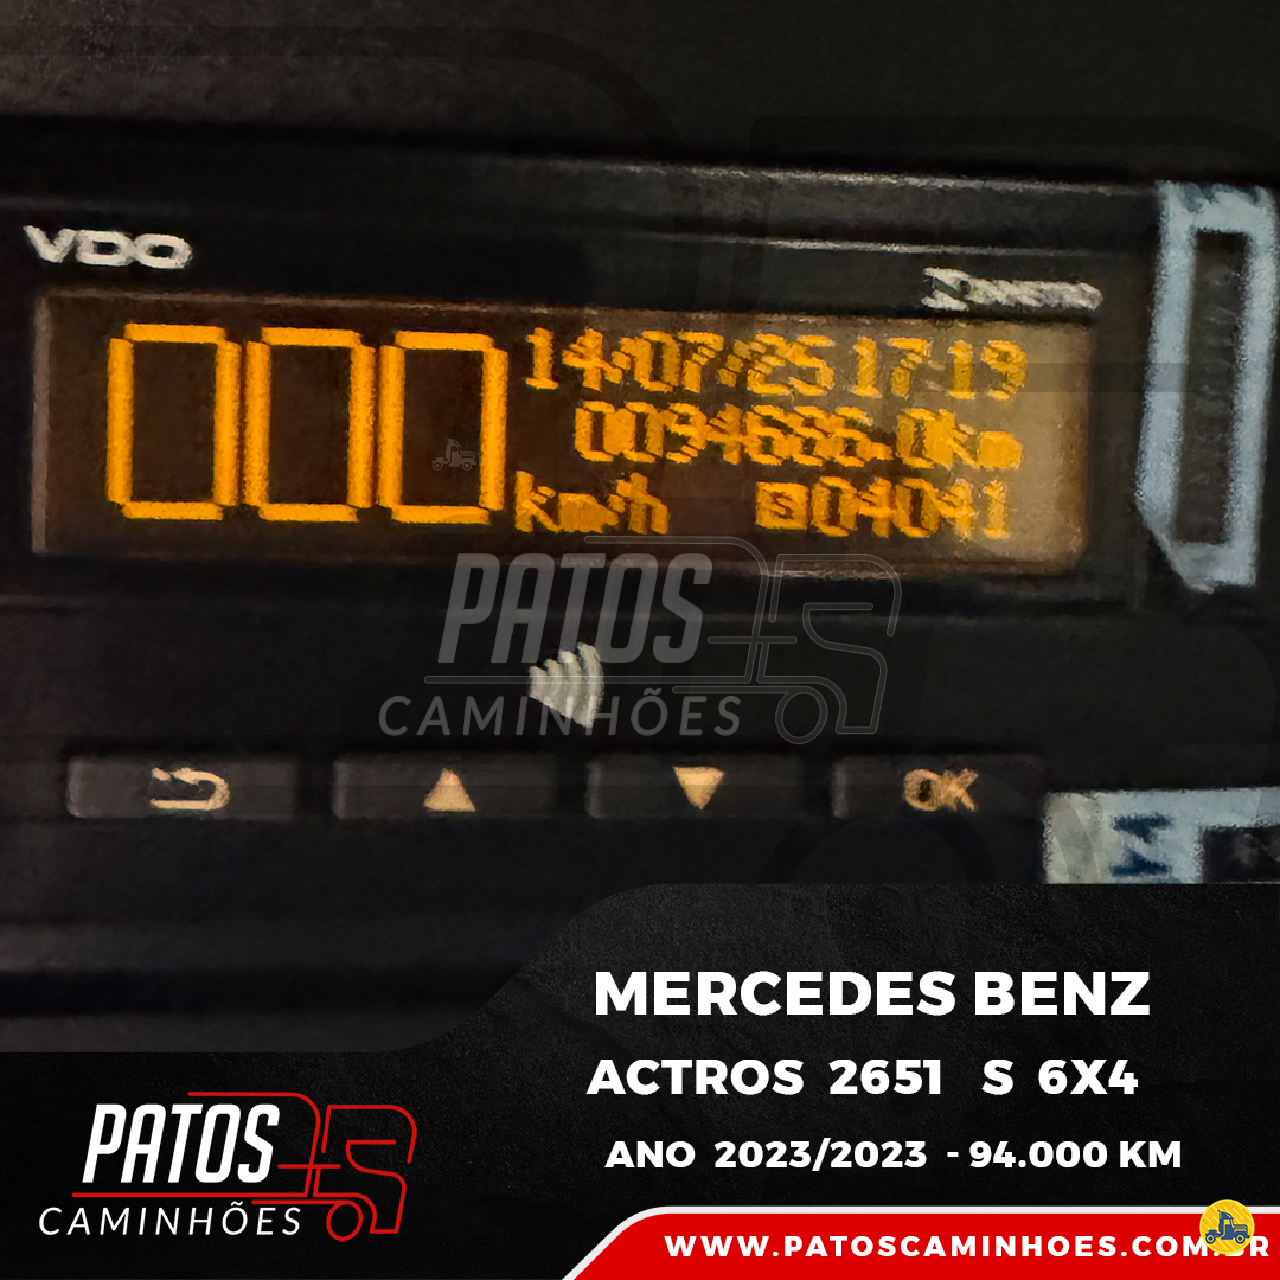 VDO
14/07/25 17:19
000
0094686.0km
km/h
S 04041
PATOS
CAMINHÕES
OK
MERCEDES BENZ
ACTROS 2651 S 6X4
ANO 2023/2023 - 94.000 KM
PATOS
CAMINHÕES
WWW.PATOSCAMINHOES.COM.BR